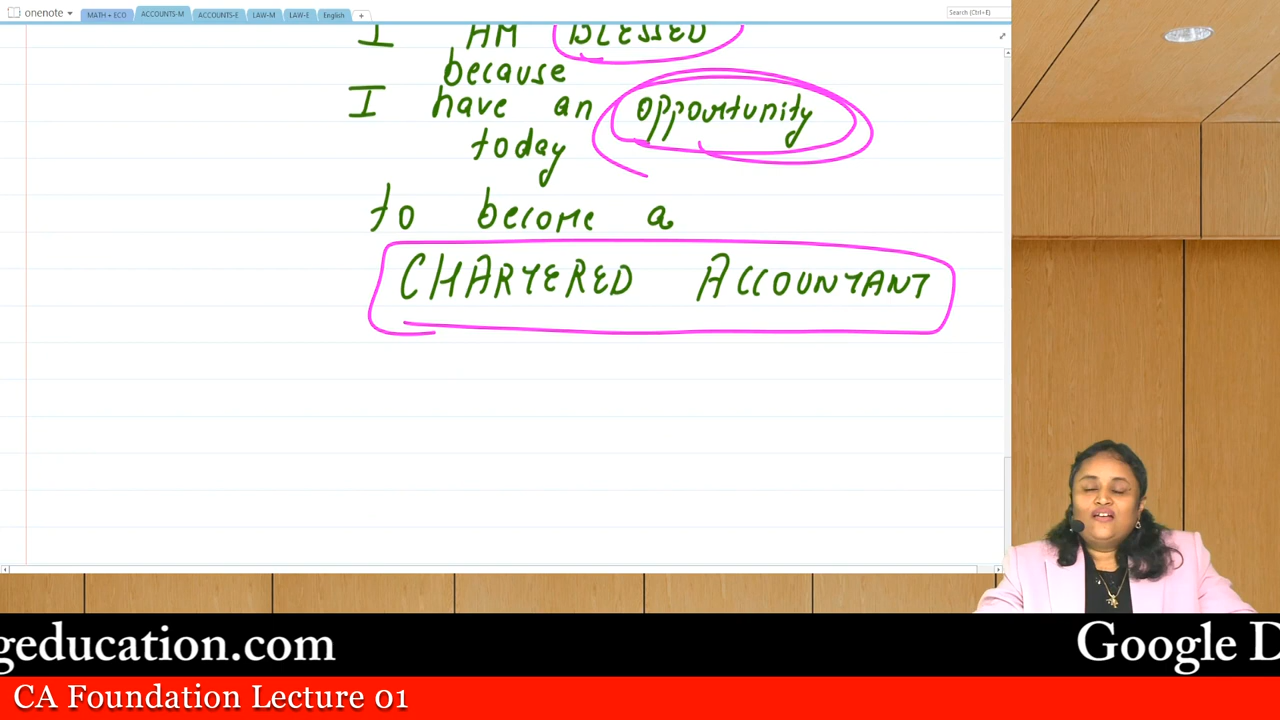 onenote MATH + ECO ACCOUNTS-M ACCOUNTS-E LAW-M LAW-E English + Search (Ctrl+E)
I AM BLESSED
because
I have an opportunity
today
to become a
CHARTERED ACCOUNTANT
geducation.com Google D
CA Foundation Lecture 01